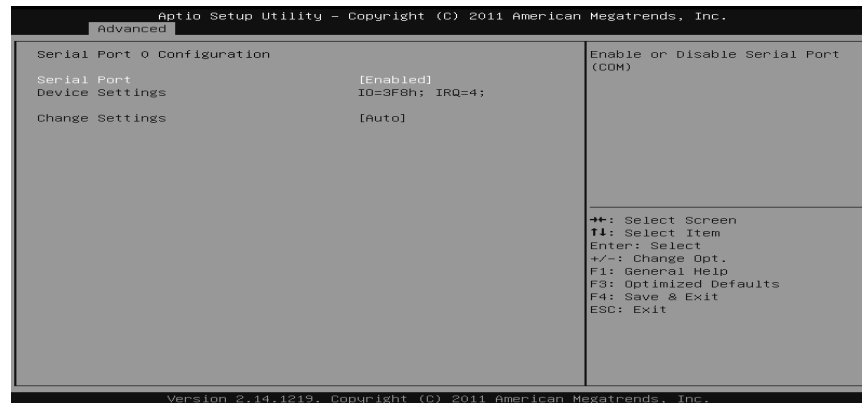 Aptio Setup Utility – Copyright (C) 2011 American Megatrends, Inc.
Advanced
Serial Port 0 Configuration
Serial Port [Enabled]
Device Settings IO=3F8h; IRQ=4;
Change Settings [Auto]
Enable or Disable Serial Port
(COM)
→←: Select Screen
↑↓: Select Item
Enter: Select
+/-: Change Opt.
F1: General Help
F3: Optimized Defaults
F4: Save & Exit
ESC: Exit
Version 2.14.1219. Copyright (C) 2011 American Megatrends, Inc.